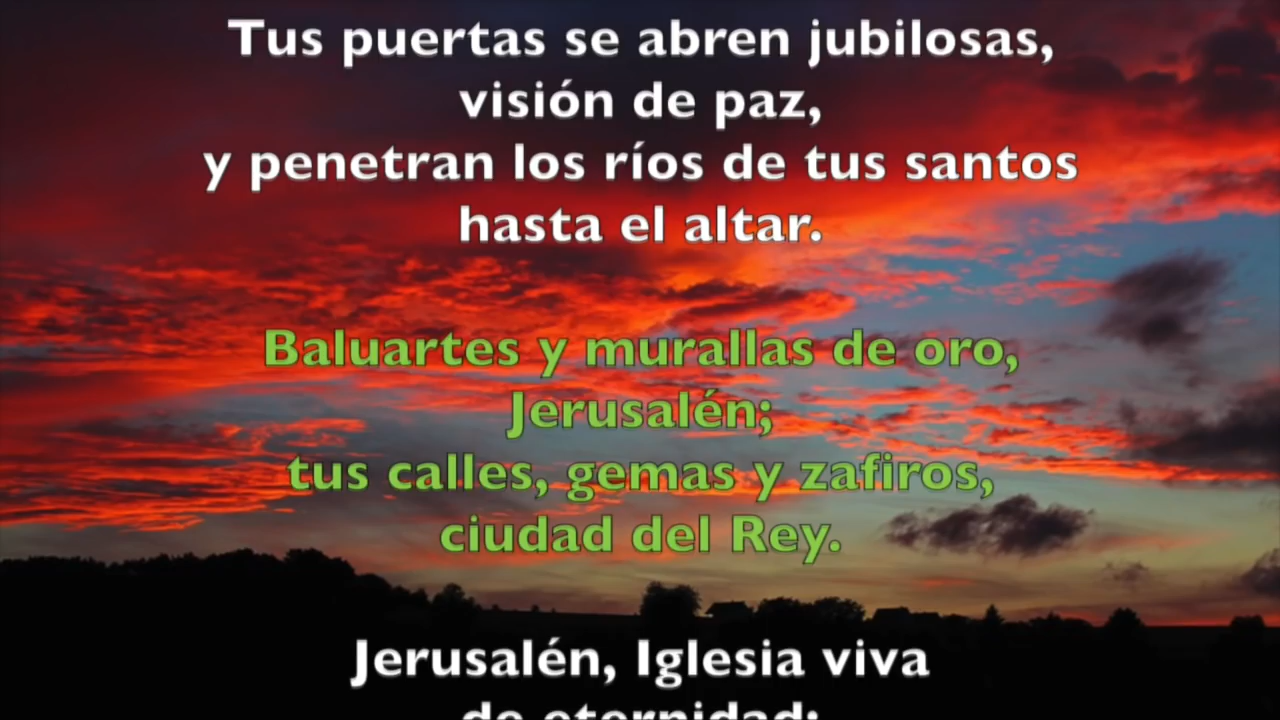 Tus puertas se abren jubilosas,
visión de paz,
y penetran los ríos de tus santos
hasta el altar.
Baluartes y murallas de oro,
Jerusalén;
tus calles, gemas y zafiros,
ciudad del Rey.
Jerusalén, Iglesia viva
de eternidad;